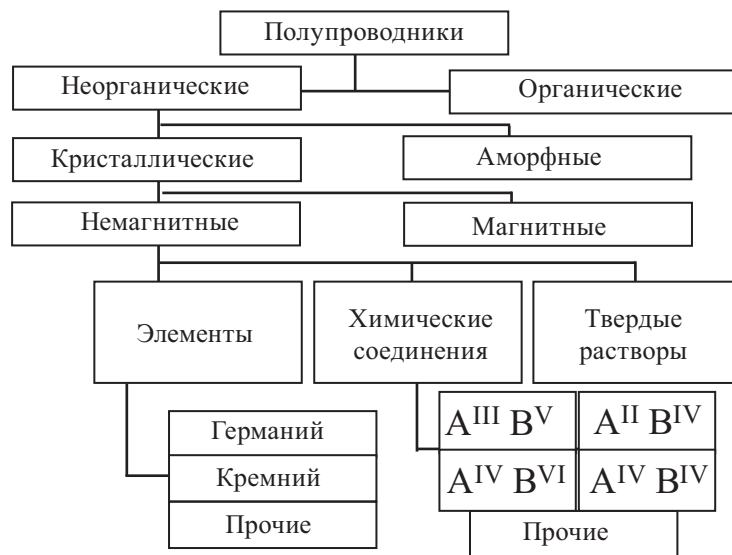 Полупроводники
Неорганические
Органические
Кристаллические
Аморфные
Немагнитные
Магнитные
Элементы
Химические
соединения
Твердые
растворы
Германий
Кремний
Прочие
A^III B^V
A^II B^IV
A^IV B^VI
A^IV B^IV
Прочие